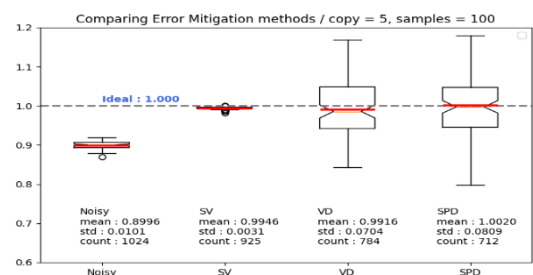 Comparing Error Mitigation methods / copy = 5, samples = 100
1.2
1.1
1.0
0.9
0.8
0.7
0.6
Ideal : 1.000
Noisy
mean : 0.8996
std : 0.0101
count : 1024
SV
mean : 0.9946
std : 0.0031
count : 925
VD
mean : 0.9916
std : 0.0704
count : 784
SPD
mean : 1.0020
std : 0.0809
count : 712
Noisy
SV
VD
SPD